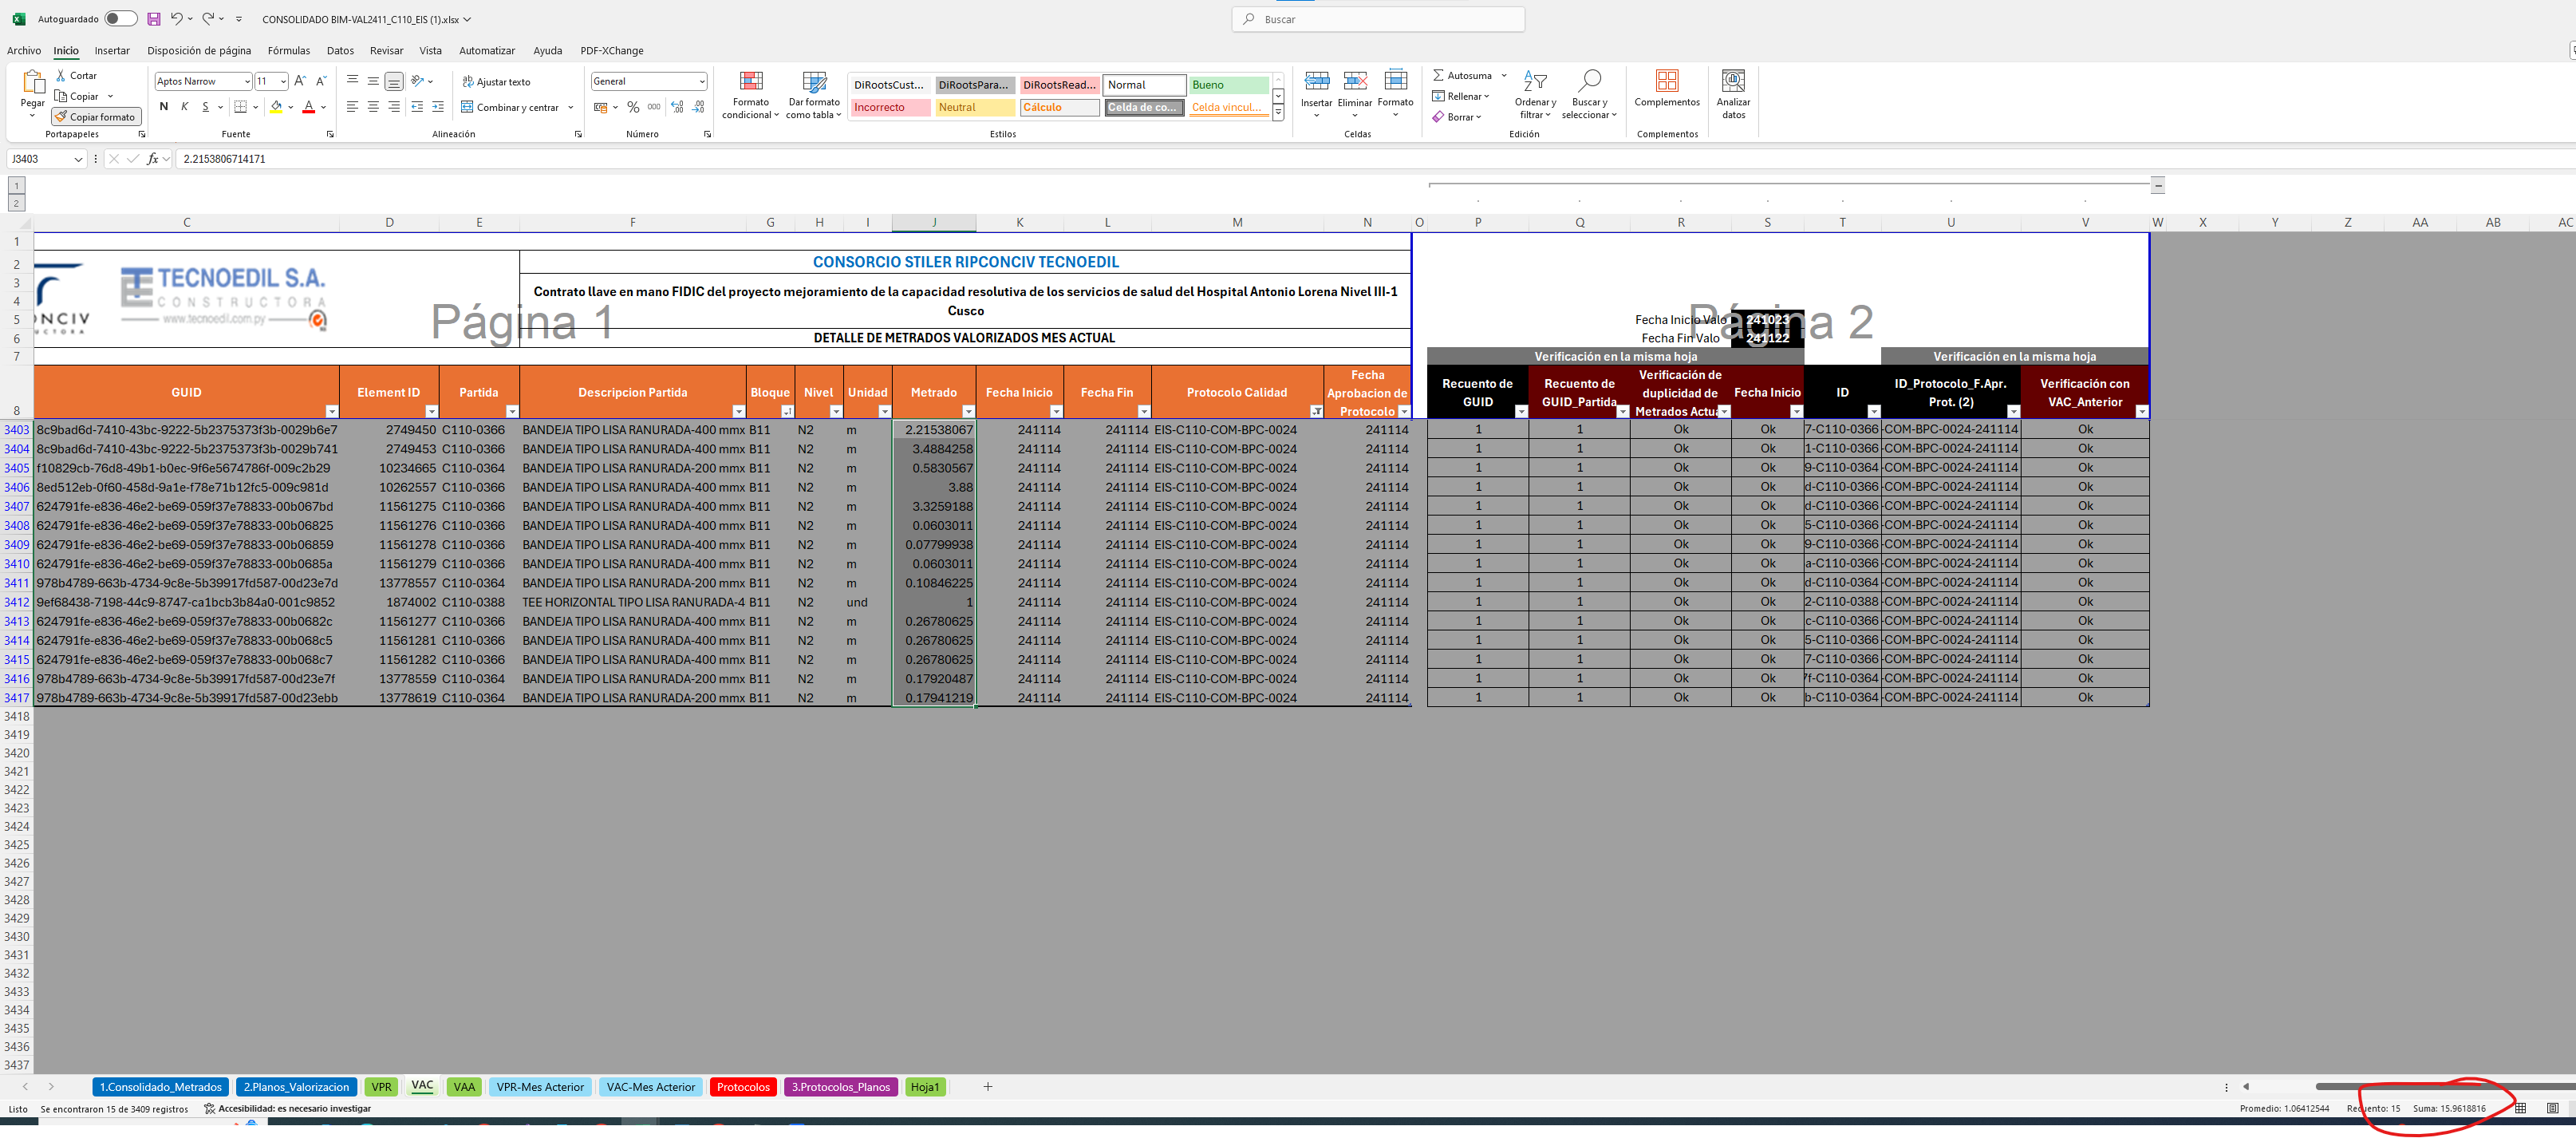 Autoguardado CONSOLIDADO BIM-VAL2411_C110_EIS (1).xlsx Buscar
Archivo Inicio Insertar Disposición de página Fórmulas Datos Revisar Vista Automatizar Ayuda PDF-XChange
Pegar Cortar Copiar Copiar formato Portapapeles
Aptos Narrow 11 N K S Fuente
Ajustar texto Combinar y centrar Alineación
General Número
Formato condicional Dar formato como tabla
DiRootsCust... DiRootsPara... DiRootsRead... Normal Bueno
Incorrecto Neutral Cálculo Celda de co... Celda vincul...
Estilos
Insertar Eliminar Formato Celdas
Autosuma Rellenar Borrar Ordenar y filtrar Buscar y seleccionar Edición
Complementos Complementos
Analizar datos
J3403 fx 2.2153806714171
1
2
C D E F G H I J K L M N O P Q R S T U V W X Y Z AA AB AC
1
2 TECNOEDIL S.A. CONSORCIO STILER RIPCONCIV TECNOEDIL
3 CONSTRUCTORA Contrato llave en mano FIDIC del proyecto mejoramiento de la capacidad resolutiva de los servicios de salud del Hospital Antonio Lorena Nivel III-1
4 www.tecnoedil.com.py Cusco
5 Página 1 Fecha Inicio Valo 241023 Página 2
6 DETALLE DE METRADOS VALORIZADOS MES ACTUAL Fecha Fin Valo 241122
7 Verificación en la misma hoja Verificación en la misma hoja
8 GUID Element ID Partida Descripcion Partida Bloque Nivel Unidad Metrado Fecha Inicio Fecha Fin Protocolo Calidad Fecha Aprobacion de Protocolo Recuento de GUID Recuento de GUID_Partida Verificación de duplicidad de Metrados Actua Fecha Inicio ID ID_Protocolo_F.Apr. Prot. (2) Verificación con VAC_Anterior
3403 8c9bad6d-7410-43bc-9222-5b2375373f3b-0029b6e7 2749450 C110-0366 BANDEJA TIPO LISA RANURADA-400 mmx B11 N2 m 2.21538067 241114 241114 EIS-C110-COM-BPC-0024 241114 1 1 Ok Ok 7-C110-0366 -COM-BPC-0024-241114 Ok
3404 8c9bad6d-7410-43bc-9222-5b2375373f3b-0029b741 2749453 C110-0366 BANDEJA TIPO LISA RANURADA-400 mmx B11 N2 m 3.4884258 241114 241114 EIS-C110-COM-BPC-0024 241114 1 1 Ok Ok 1-C110-0366 -COM-BPC-0024-241114 Ok
3405 f10829cb-76d8-49b1-b0ec-9f6e5674786f-009c2b29 10234665 C110-0364 BANDEJA TIPO LISA RANURADA-200 mmx B11 N2 m 0.5830567 241114 241114 EIS-C110-COM-BPC-0024 241114 1 1 Ok Ok 9-C110-0364 -COM-BPC-0024-241114 Ok
3406 8ed512eb-0f60-458d-9a1e-f78e71b12fc5-009c981d 10262557 C110-0366 BANDEJA TIPO LISA RANURADA-400 mmx B11 N2 m 3.88 241114 241114 EIS-C110-COM-BPC-0024 241114 1 1 Ok Ok d-C110-0366 -COM-BPC-0024-241114 Ok
3407 624791fe-e836-46e2-be69-059f37e78833-00b067bd 11561275 C110-0366 BANDEJA TIPO LISA RANURADA-400 mmx B11 N2 m 3.3259188 241114 241114 EIS-C110-COM-BPC-0024 241114 1 1 Ok Ok d-C110-0366 -COM-BPC-0024-241114 Ok
3408 624791fe-e836-46e2-be69-059f37e78833-00b06825 11561276 C110-0366 BANDEJA TIPO LISA RANURADA-400 mmx B11 N2 m 0.0603011 241114 241114 EIS-C110-COM-BPC-0024 241114 1 1 Ok Ok 5-C110-0366 -COM-BPC-0024-241114 Ok
3409 624791fe-e836-46e2-be69-059f37e78833-00b06859 11561278 C110-0366 BANDEJA TIPO LISA RANURADA-400 mmx B11 N2 m 0.07799938 241114 241114 EIS-C110-COM-BPC-0024 241114 1 1 Ok Ok 9-C110-0366 -COM-BPC-0024-241114 Ok
3410 624791fe-e836-46e2-be69-059f37e78833-00b0685a 11561279 C110-0366 BANDEJA TIPO LISA RANURADA-400 mmx B11 N2 m 0.0603011 241114 241114 EIS-C110-COM-BPC-0024 241114 1 1 Ok Ok a-C110-0366 -COM-BPC-0024-241114 Ok
3411 978b4789-663b-4734-9c8e-5b39917fd587-00d23e7d 13778557 C110-0364 BANDEJA TIPO LISA RANURADA-200 mmx B11 N2 m 0.10846225 241114 241114 EIS-C110-COM-BPC-0024 241114 1 1 Ok Ok d-C110-0364 -COM-BPC-0024-241114 Ok
3412 9ef68438-7198-44c9-8747-ca1bcb3b84a0-001c9852 1874002 C110-0388 TEE HORIZONTAL TIPO LISA RANURADA-4 B11 N2 und 1 241114 241114 EIS-C110-COM-BPC-0024 241114 1 1 Ok Ok 2-C110-0388 -COM-BPC-0024-241114 Ok
3413 624791fe-e836-46e2-be69-059f37e78833-00b0682c 11561277 C110-0366 BANDEJA TIPO LISA RANURADA-400 mmx B11 N2 m 0.26780625 241114 241114 EIS-C110-COM-BPC-0024 241114 1 1 Ok Ok c-C110-0366 -COM-BPC-0024-241114 Ok
3414 624791fe-e836-46e2-be69-059f37e78833-00b068c5 11561281 C110-0366 BANDEJA TIPO LISA RANURADA-400 mmx B11 N2 m 0.26780625 241114 241114 EIS-C110-COM-BPC-0024 241114 1 1 Ok Ok 5-C110-0366 -COM-BPC-0024-241114 Ok
3415 624791fe-e836-46e2-be69-059f37e78833-00b068c7 11561282 C110-0366 BANDEJA TIPO LISA RANURADA-400 mmx B11 N2 m 0.26780625 241114 241114 EIS-C110-COM-BPC-0024 241114 1 1 Ok Ok 7-C110-0366 -COM-BPC-0024-241114 Ok
3416 978b4789-663b-4734-9c8e-5b39917fd587-00d23e7f 13778559 C110-0364 BANDEJA TIPO LISA RANURADA-200 mmx B11 N2 m 0.17920487 241114 241114 EIS-C110-COM-BPC-0024 241114 1 1 Ok Ok 7f-C110-0364 -COM-BPC-0024-241114 Ok
3417 978b4789-663b-4734-9c8e-5b39917fd587-00d23ebb 13778619 C110-0364 BANDEJA TIPO LISA RANURADA-200 mmx B11 N2 m 0.17941219 241114 241114 EIS-C110-COM-BPC-0024 241114 1 1 Ok Ok b-C110-0364 -COM-BPC-0024-241114 Ok
3418
3419
3420
3421
3422
3423
3424
3425
3426
3427
3428
3429
3430
3431
3432
3433
3434
3435
3436
3437
1.Consolidado_Metrados 2.Planos_Valorizacion VPR VAC VAA VPR-Mes Acterior VAC-Mes Acterior Protocolos 3.Protocolos_Planos Hoja1
Listo Se encontraron 15 de 3409 registros Accesibilidad: es necesario investigar Promedio: 1.06412544 Recuento: 15 Suma: 15.9618816